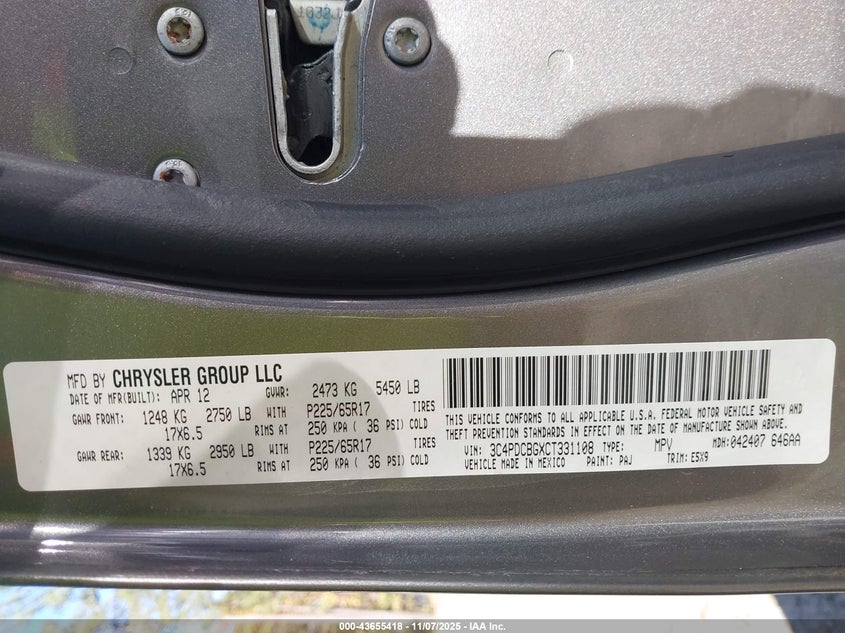 1032J
MFD BY CHRYSLER GROUP LLC
DATE OF MFR(BUILT): APR 12 GVWR: 2473 KG 5450 LB
GAWR FRONT: 1248 KG 2750 LB WITH P225/65R17 TIRES
17X6.5 RIMS AT 250 KPA ( 36 PSI) COLD
GAWR REAR: 1339 KG 2950 LB WITH P225/65R17 TIRES
17X6.5 RIMS AT 250 KPA ( 36 PSI) COLD
THIS VEHICLE CONFORMS TO ALL APPLICABLE U.S.A. FEDERAL MOTOR VEHICLE SAFETY AND
THEFT PREVENTION STANDARDS IN EFFECT ON THE DATE OF MANUFACTURE SHOWN ABOVE.
VIN: 3C4PDCBGXCT331108 TYPE: MPV MDH: 042407 646AA
VEHICLE MADE IN MEXICO PAINT: PAJ TRIM: E5X9
000-43655418 - 11/07/2025 - IAA Inc.